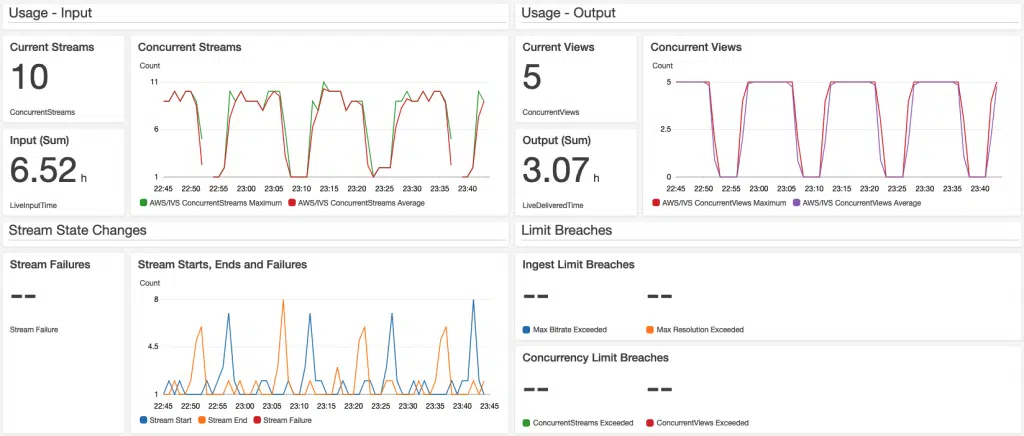 Usage - Input
Usage - Output
Current Streams
10
ConcurrentStreams
Input (Sum)
6.52 h
LiveInputTime
Concurrent Streams
Count
11
6
1
22:45 22:50 22:55 23:00 23:05 23:10 23:15 23:20 23:25 23:30 23:35 23:40
AWS/IVS ConcurrentStreams Maximum AWS/IVS ConcurrentStreams Average
Current Views
5
ConcurrentViews
Output (Sum)
3.07 h
LiveDeliveredTime
Concurrent Views
Count
5
2.5
0
22:45 22:50 22:55 23:00 23:05 23:10 23:15 23:20 23:25 23:30 23:35 23:40
AWS/IVS ConcurrentViews Maximum AWS/IVS ConcurrentViews Average
Stream State Changes
Limit Breaches
Stream Failures
--
Stream Failure
Stream Starts, Ends and Failures
Count
8
4.5
1
22:45 22:50 22:55 23:00 23:05 23:10 23:15 23:20 23:25 23:30 23:35 23:40 23:45
Stream Start Stream End Stream Failure
Ingest Limit Breaches
-- --
Max Bitrate Exceeded Max Resolution Exceeded
Concurrency Limit Breaches
-- --
ConcurrentStreams Exceeded ConcurrentViews Exceeded